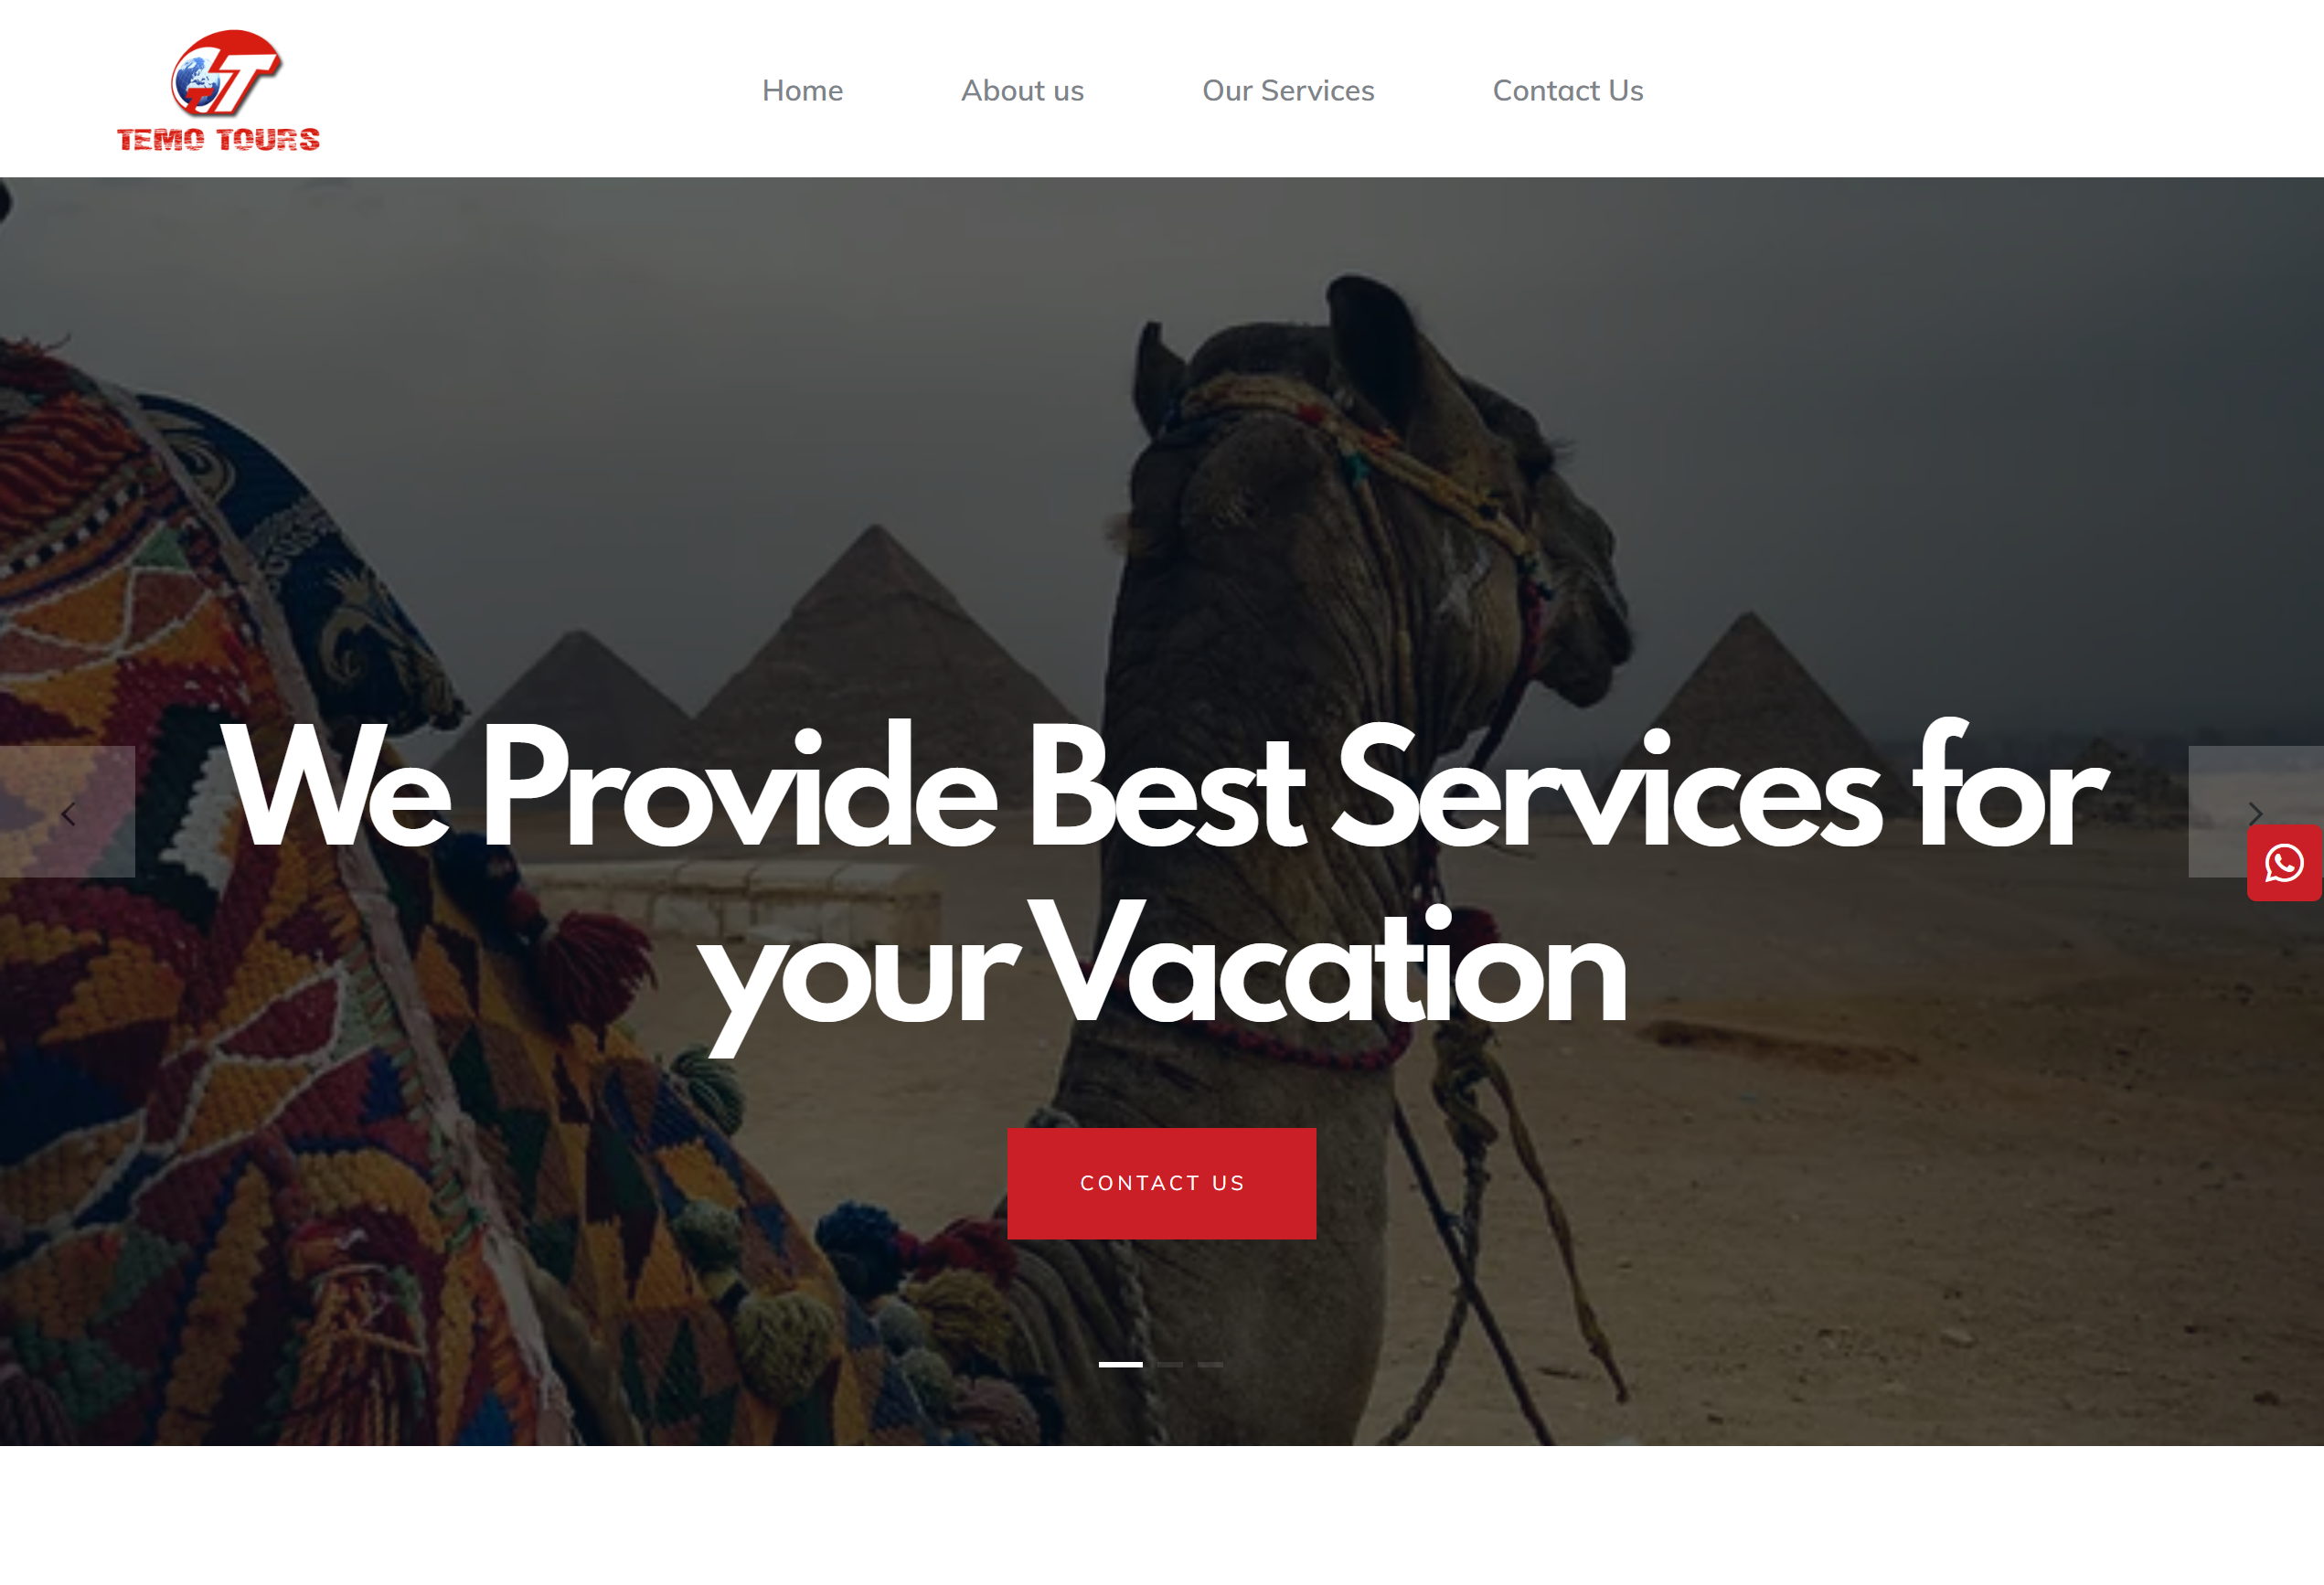 TEMO TOURS
Home
About us
Our Services
Contact Us
We Provide Best Services for
your Vacation
CONTACT US